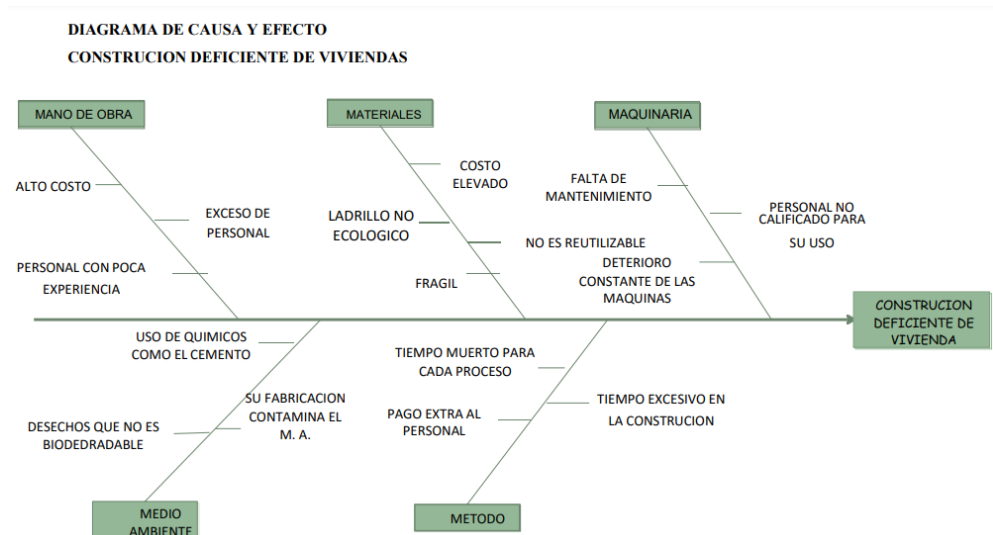 DIAGRAMA DE CAUSA Y EFECTO
CONSTRUCION DEFICIENTE DE VIVIENDAS
MANO DE OBRA
ALTO COSTO
EXCESO DE
PERSONAL
PERSONAL CON POCA
EXPERIENCIA
MATERIALES
COSTO
ELEVADO
LADRILLO NO
ECOLOGICO
NO ES REUTILIZABLE
FRAGIL
MAQUINARIA
FALTA DE
MANTENIMIENTO
PERSONAL NO
CALIFICADO PARA
SU USO
DETERIORO
CONSTANTE DE LAS
MAQUINAS
CONSTRUCION
DEFICIENTE DE
VIVIENDA
USO DE QUIMICOS
COMO EL CEMENTO
SU FABRICACION
CONTAMINA EL
M. A.
DESECHOS QUE NO ES
BIODEDRADABLE
MEDIO
AMBIENTE
TIEMPO MUERTO PARA
CADA PROCESO
TIEMPO EXCESIVO EN
LA CONSTRUCION
PAGO EXTRA AL
PERSONAL
METODO